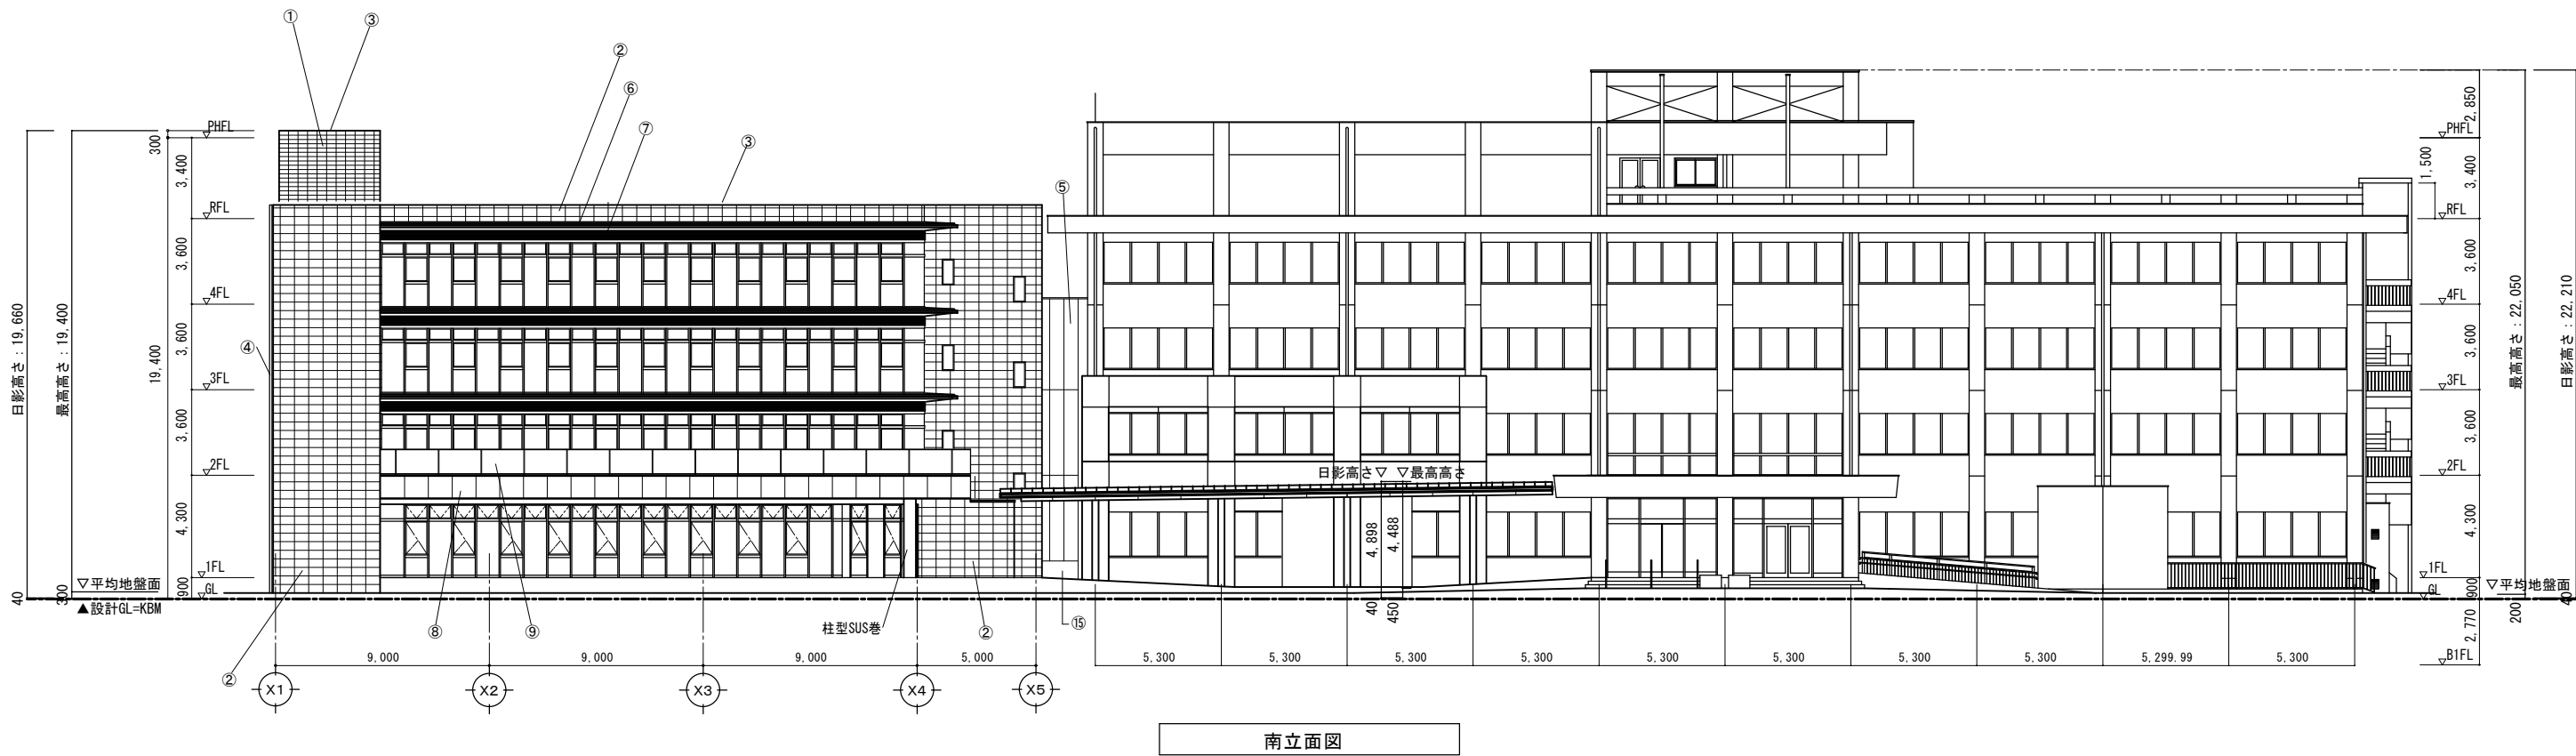 ①
③
②
⑥
⑦
③
⑤
④
PHFL
RFL
4FL
3FL
2FL
1FL
GL
300
3,400
3,600
3,600
3,600
4,300
900
19,400
最高高さ：19,400
300
日影高さ：19,660
40
▽平均地盤面
▲設計GL=KBM
⑧
⑨
柱型SUS巻
②
⑮
②
日影高さ▽ ▽最高高さ
4,898
4,488
40
450
2,850
PHFL
1,500
3,400
RFL
3,600
4FL
3,600
3FL
3,600
2FL
4,300
1FL
900
GL
2,770
B1FL
最高高さ：22,050
200
日影高さ：22,210
40
▽平均地盤面
9,000 9,000 9,000 5,000 5,300 5,300 5,300 5,300 5,300 5,300 5,300 5,300 5,299.99 5,300
X1 X2 X3 X4 X5
南立面図